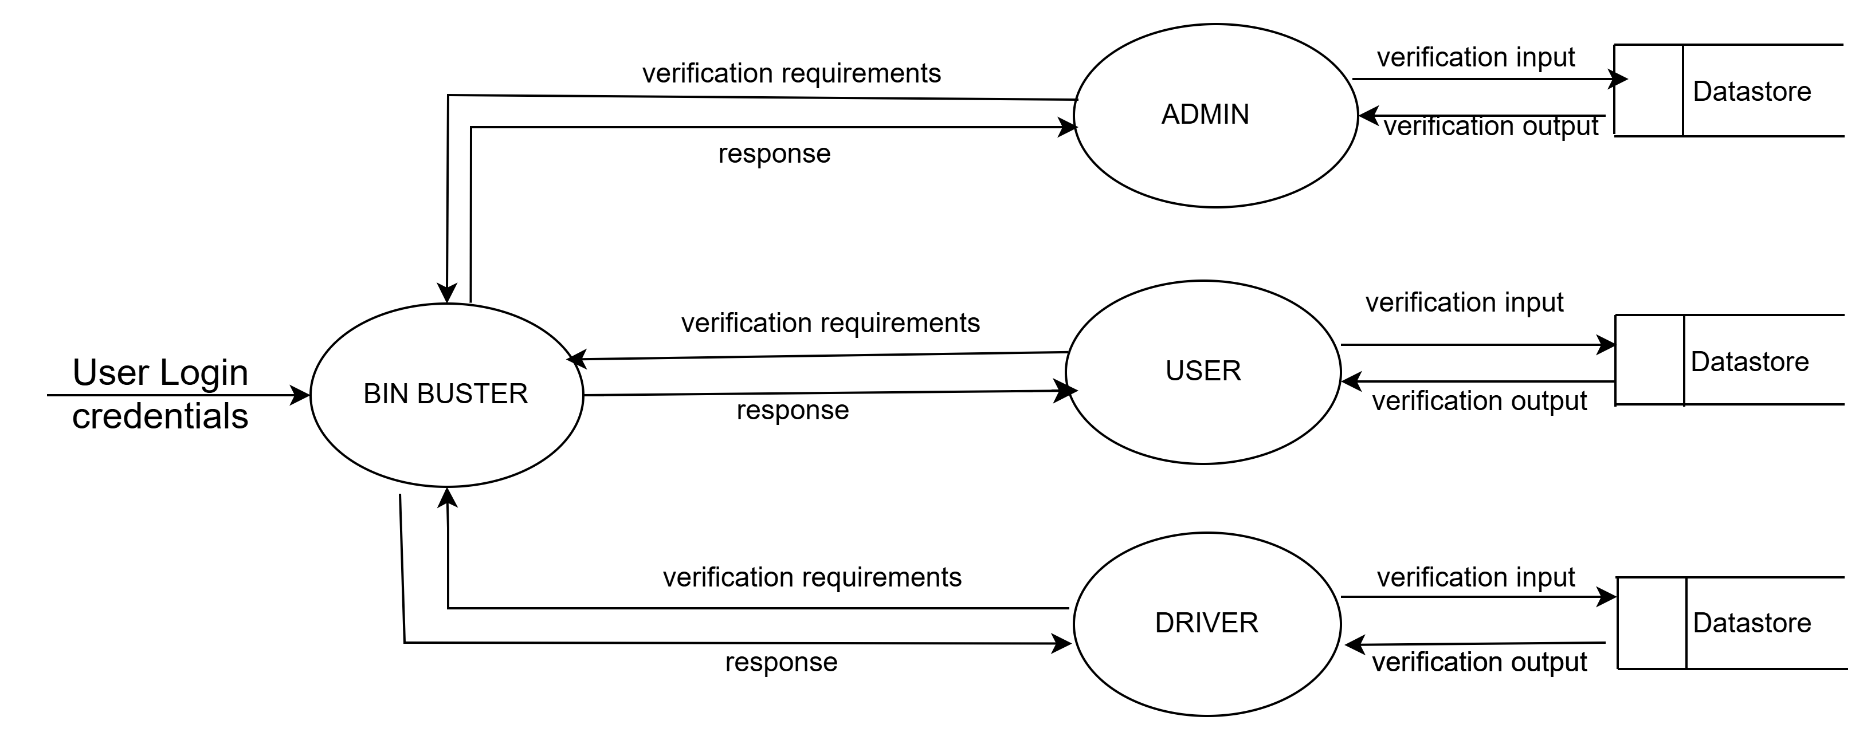 verification requirements
response
ADMIN
verification input
verification output
Datastore
User Login
credentials
BIN BUSTER
verification requirements
response
USER
verification input
verification output
Datastore
verification requirements
response
DRIVER
verification input
verification output
Datastore